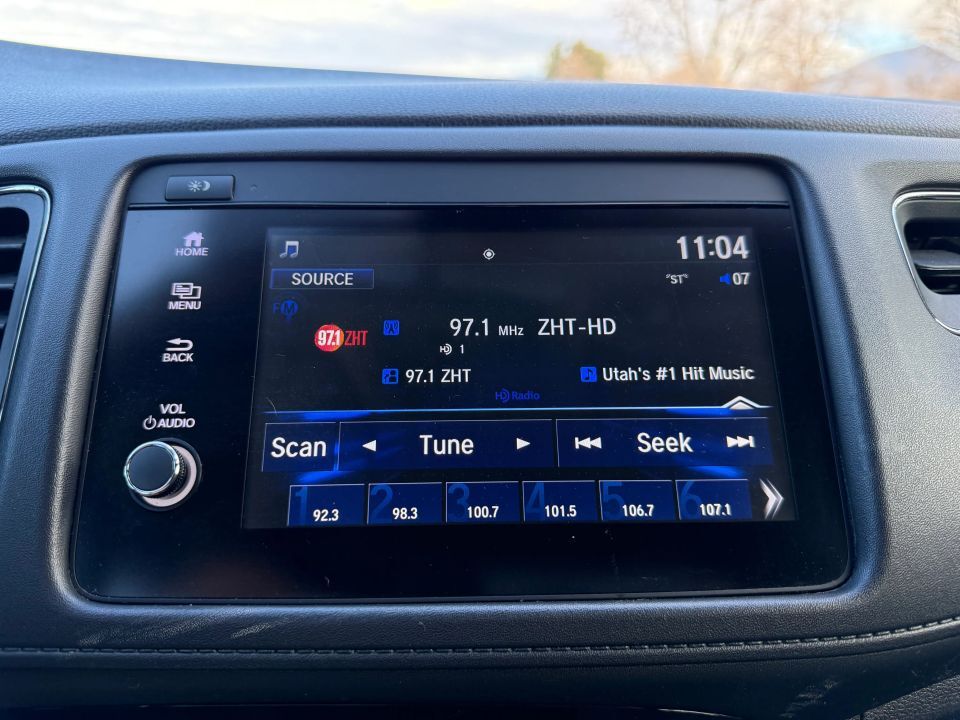 HOME
MENU
BACK
VOL
AUDIO
11:04
SOURCE
"ST"
07
FM
97.1 ZHT
97.1 MHz ZHT-HD
HD 1
97.1 ZHT
Utah's #1 Hit Music
HD Radio
Scan
Tune
Seek
1 92.3
2 98.3
3 100.7
4 101.5
5 106.7
6 107.1